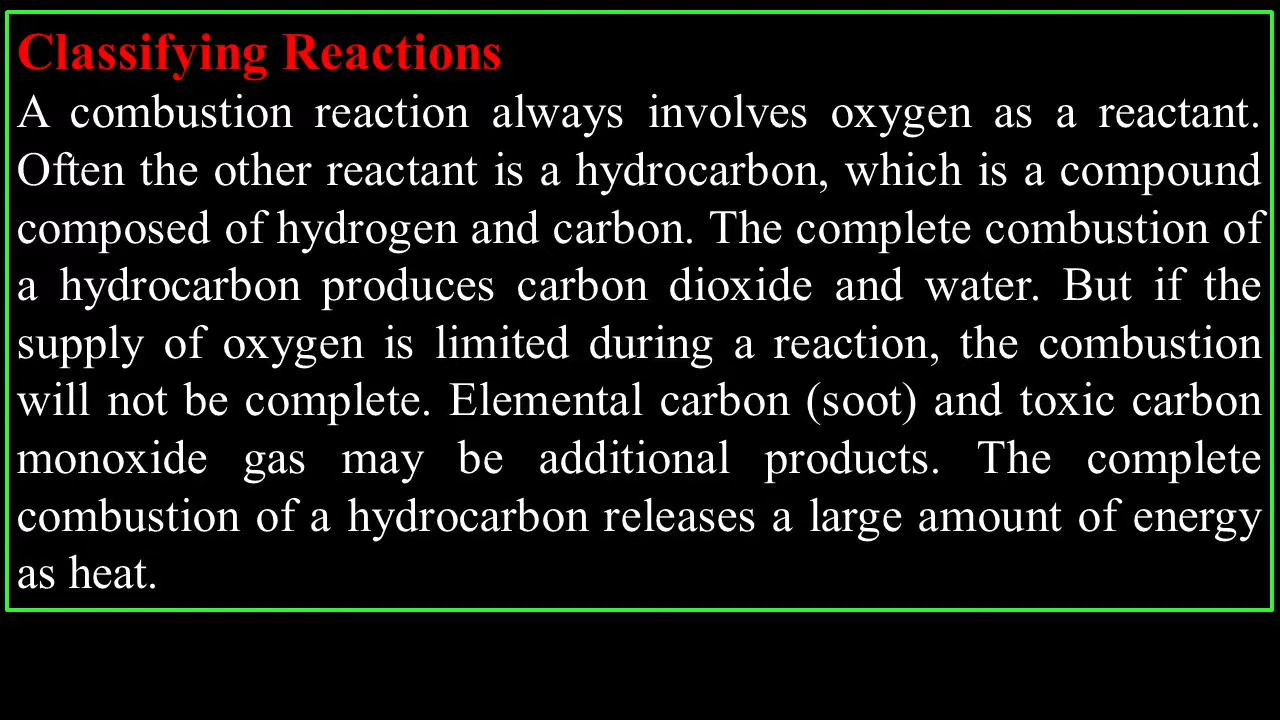 Classifying Reactions
A combustion reaction always involves oxygen as a reactant.
Often the other reactant is a hydrocarbon, which is a compound
composed of hydrogen and carbon. The complete combustion of
a hydrocarbon produces carbon dioxide and water. But if the
supply of oxygen is limited during a reaction, the combustion
will not be complete. Elemental carbon (soot) and toxic carbon
monoxide gas may be additional products. The complete
combustion of a hydrocarbon releases a large amount of energy
as heat.